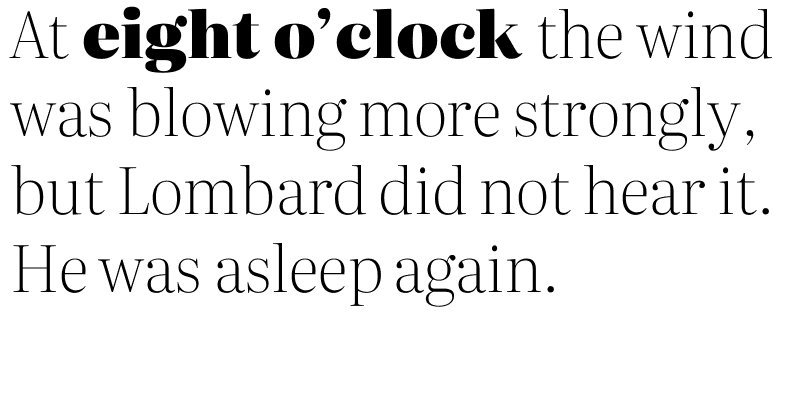 At eight o’clock the wind
was blowing more strongly,
but Lombard did not hear it.
He was asleep again.